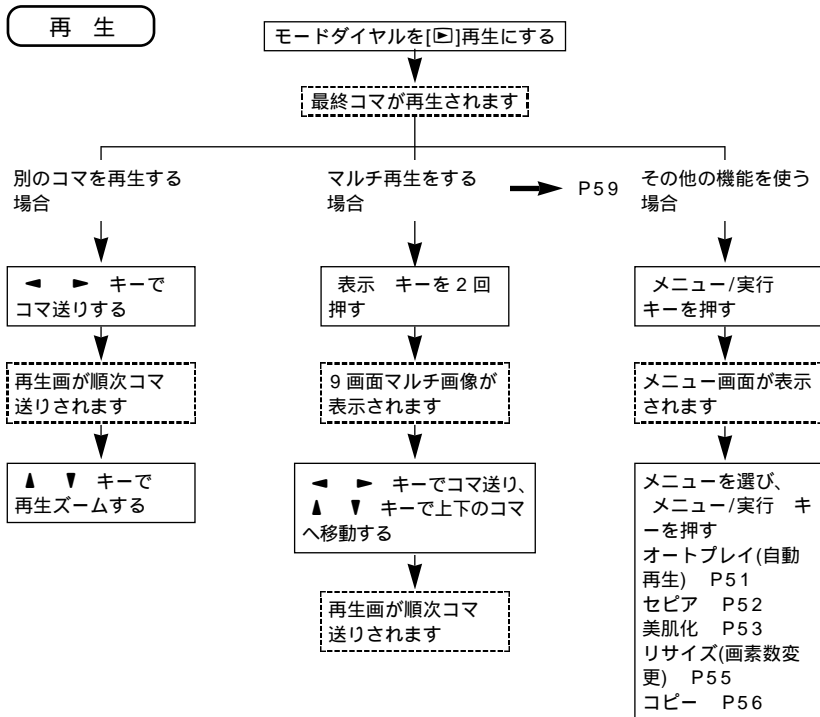 再 生
モードダイヤルを[▶]再生にする
最終コマが再生されます
別のコマを再生する
場合
◀ ▶ キーで
コマ送りする
再生画が順次コマ
送りされます
▲ ▼ キーで
再生ズームする
マルチ再生をする
場合
P59
表示 キーを2回
押す
9画面マルチ画像が
表示されます
◀ ▶ キーでコマ送り、
▲ ▼ キーで上下のコマ
へ移動する
再生画が順次コマ
送りされます
その他の機能を使う
場合
メニュー/実行
キーを押す
メニュー画面が表示
されます
メニューを選び、
メニュー/実行 キ
ーを押す
オートプレイ(自動
再生) P51
セピア P52
美肌化 P53
リサイズ(画素数変
更) P55
コピー P56